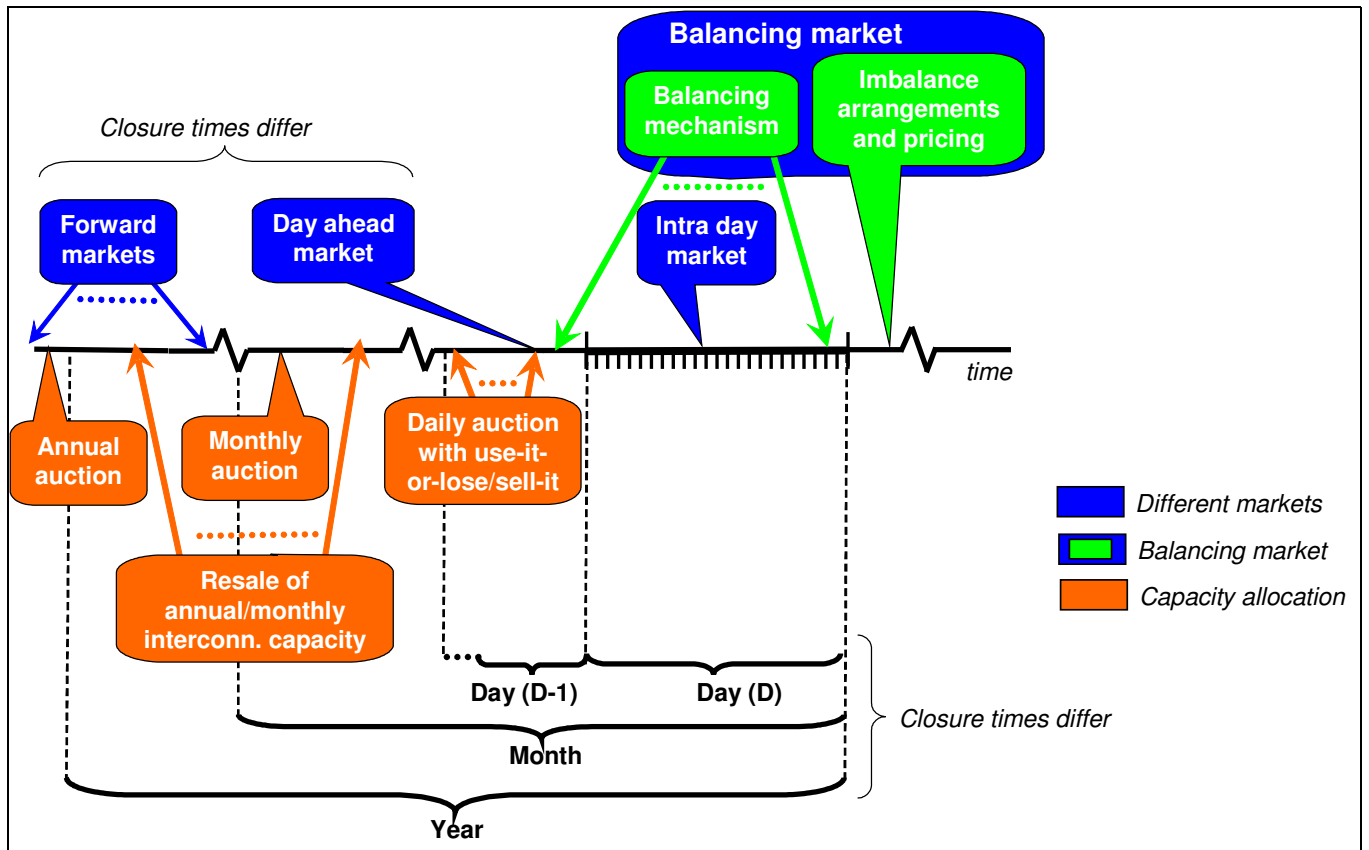 Balancing market
Balancing
mechanism
Imbalance
arrangements
and pricing
Closure times differ
Forward
markets
Day ahead
market
Intra day
market
time
Annual
auction
Monthly
auction
Daily auction
with use-it-
or-lose/sell-it
Resale of
annual/monthly
interconn. capacity
Different markets
Balancing market
Capacity allocation
Day (D-1)
Day (D)
Closure times differ
Month
Year